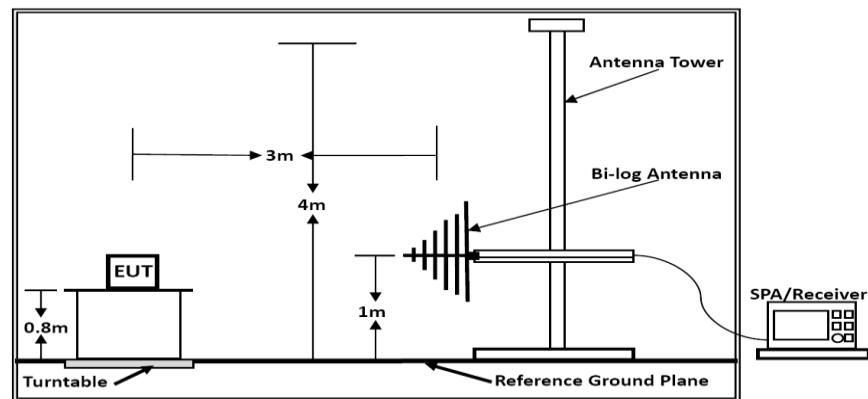 Antenna Tower
3m
Bi-log Antenna
4m
EUT
SPA/Receiver
0.8m
1m
Turntable
Reference Ground Plane